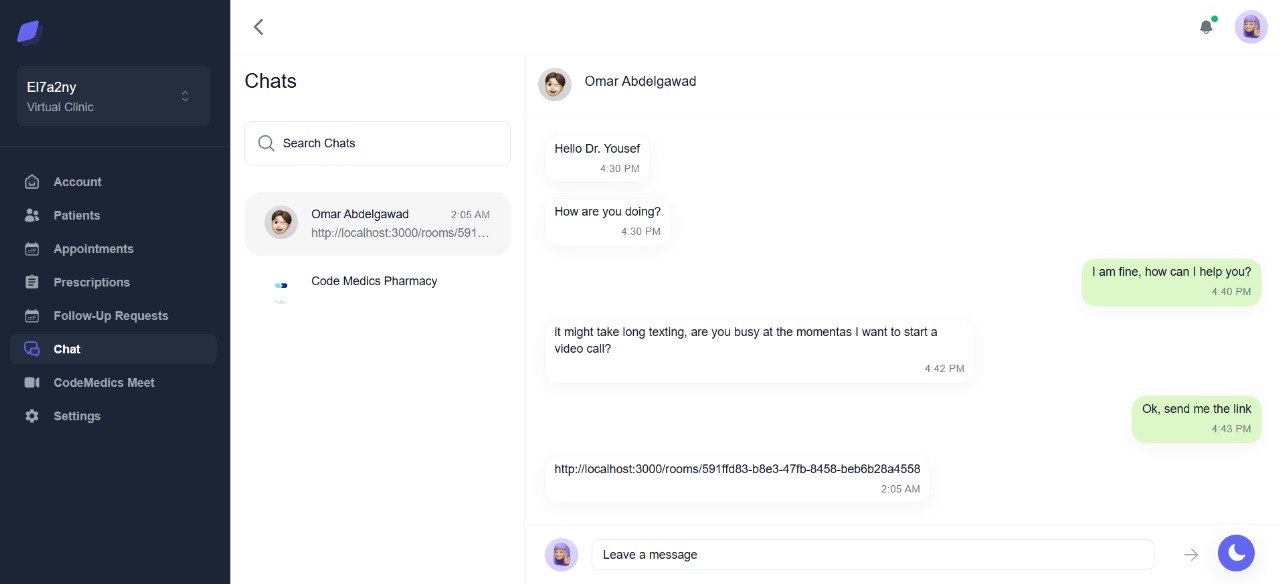 El7a2ny
Virtual Clinic
Account
Patients
Appointments
Prescriptions
Follow-Up Requests
Chat
CodeMedics Meet
Settings
Chats
Search Chats
Omar Abdelgawad 2:05 AM
http://localhost:3000/rooms/591...
Code Medics Pharmacy
Omar Abdelgawad
Hello Dr. Yousef
4:30 PM
How are you doing?
4:30 PM
I am fine, how can I help you?
4:40 PM
it might take long texting, are you busy at the momentas I want to start a
video call?
4:42 PM
Ok, send me the link
4:43 PM
http://localhost:3000/rooms/591ffd83-b8e3-47fb-8458-beb6b28a4558
2:05 AM
Leave a message